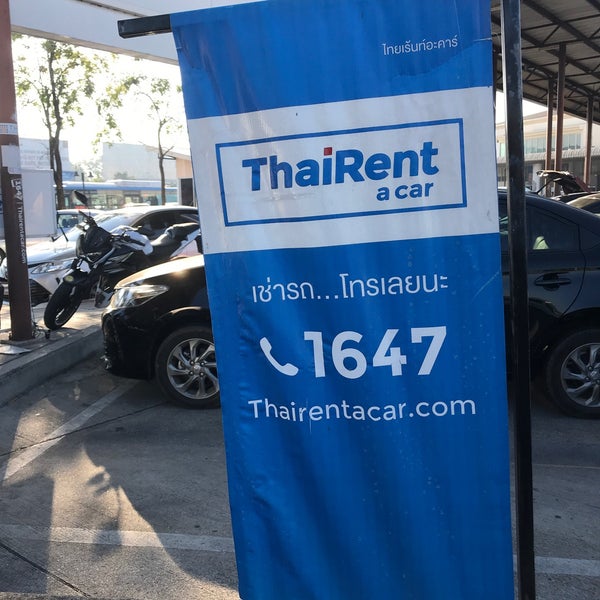 ไทยเร้นท์อะคาร์
ThaiRent
a car
เช่ารถ...โทรเลยนะ
1647
Thairentacar.com